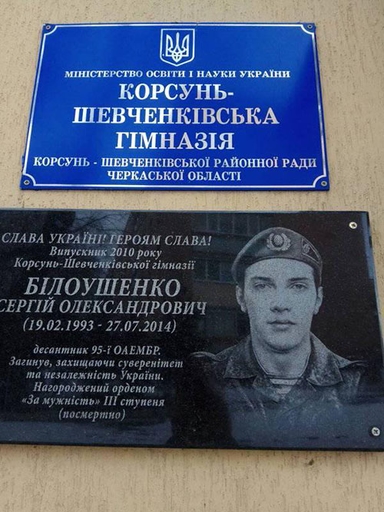 МІНІСТЕРСТВО ОСВІТИ І НАУКИ УКРАЇНИ
КОРСУНЬ-
ШЕВЧЕНКІВСЬКА
ГІМНАЗІЯ
КОРСУНЬ - ШЕВЧЕНКІВСЬКОЇ РАЙОННОЇ РАДИ
ЧЕРКАСЬКОЇ ОБЛАСТІ
СЛАВА УКРАЇНІ! ГЕРОЯМ СЛАВА!
Випускник 2010 року
Корсунь-Шевченківської гімназії
БІЛОУШЕНКО
СЕРГІЙ ОЛЕКСАНДРОВИЧ
(19.02.1993 - 27.07.2014)
десантник 95-ї ОАЕМБР.
Загинув, захищаючи суверенітет
та незалежність України.
Нагороджений орденом
«За мужність» ІІІ ступеня
(посмертно)